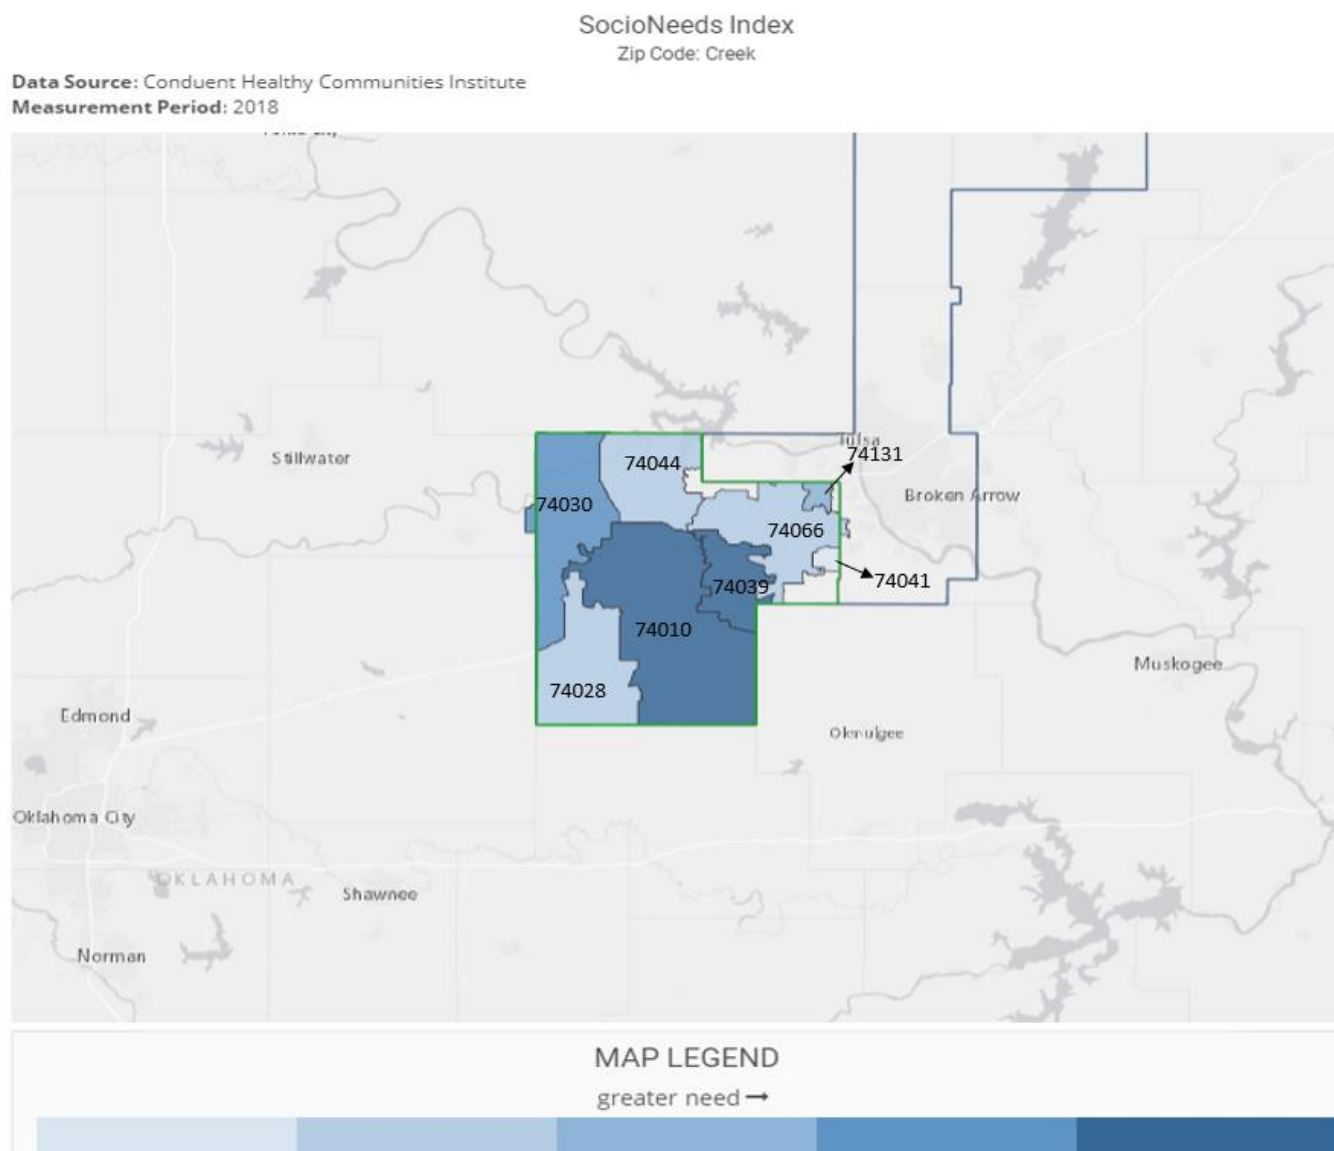 SocioNeeds Index
Zip Code: Creek
Data Source: Conduent Healthy Communities Institute
Measurement Period: 2018
Tulsa
74131
74044
Stillwater
Broken Arrow
74030
74066
74041
74039
74010
Muskogee
74028
Edmond
Okmulgee
Oklahoma City
OKLAHOMA
Shawnee
Norman
MAP LEGEND
greater need →